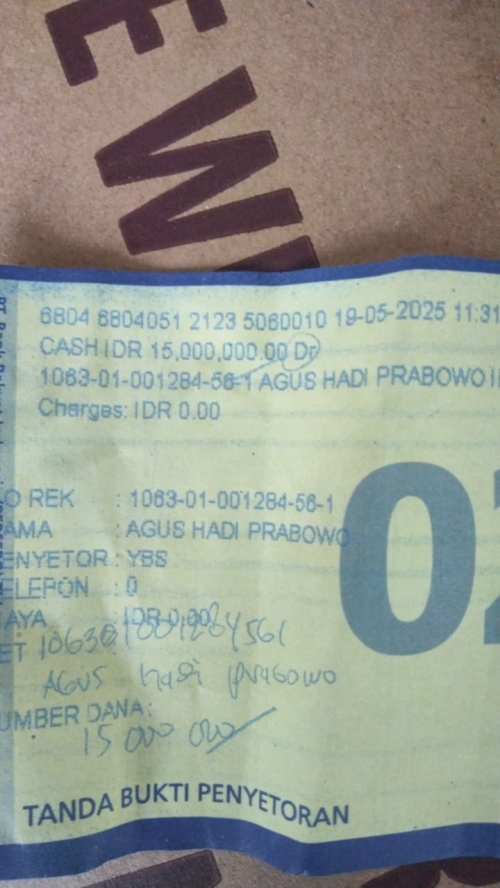 EW
6804 6804051 2123 5060010 19-05-2025 11:31
CASH IDR 15,000,000.00 Dr
1063-01-001284-56-1 AGUS HADI PRABOWO I
Charges: IDR 0.00
O REK : 1063-01-001284-56-1
AMA : AGUS HADI PRABOWO
ENYETOR : YBS
ELEPON : 0
AYA : IDR 0.00
ET 106301001284561
Agus hadi prabowo
UMBER DANA:
15 000 000
02
TANDA BUKTI PENYETORAN